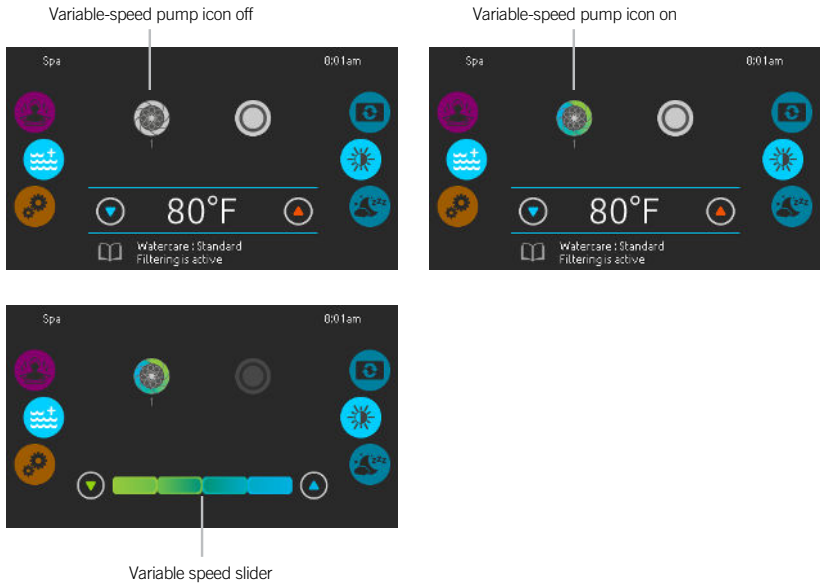 Variable-speed pump icon off
Variable-speed pump icon on
Spa 8:01am
1
80°F
Watercare : Standard
Filtering is active
Spa 8:01am
1
80°F
Watercare : Standard
Filtering is active
Spa 8:01am
1
Variable speed slider